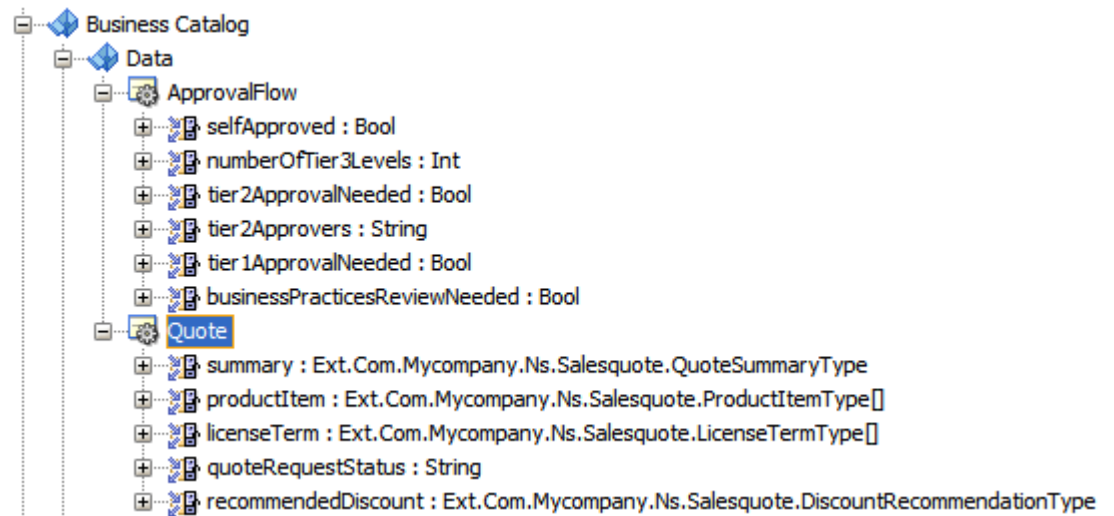 Business Catalog
Data
ApprovalFlow
selfApproved : Bool
numberOfTier3Levels : Int
tier2ApprovalNeeded : Bool
tier2Approvers : String
tier1ApprovalNeeded : Bool
businessPracticesReviewNeeded : Bool
Quote
summary : Ext.Com.Mycompany.Ns.Salesquote.QuoteSummaryType
productItem : Ext.Com.Mycompany.Ns.Salesquote.ProductItemType[]
licenseTerm : Ext.Com.Mycompany.Ns.Salesquote.LicenseTermType[]
quoteRequestStatus : String
recommendedDiscount : Ext.Com.Mycompany.Ns.Salesquote.DiscountRecommendationType